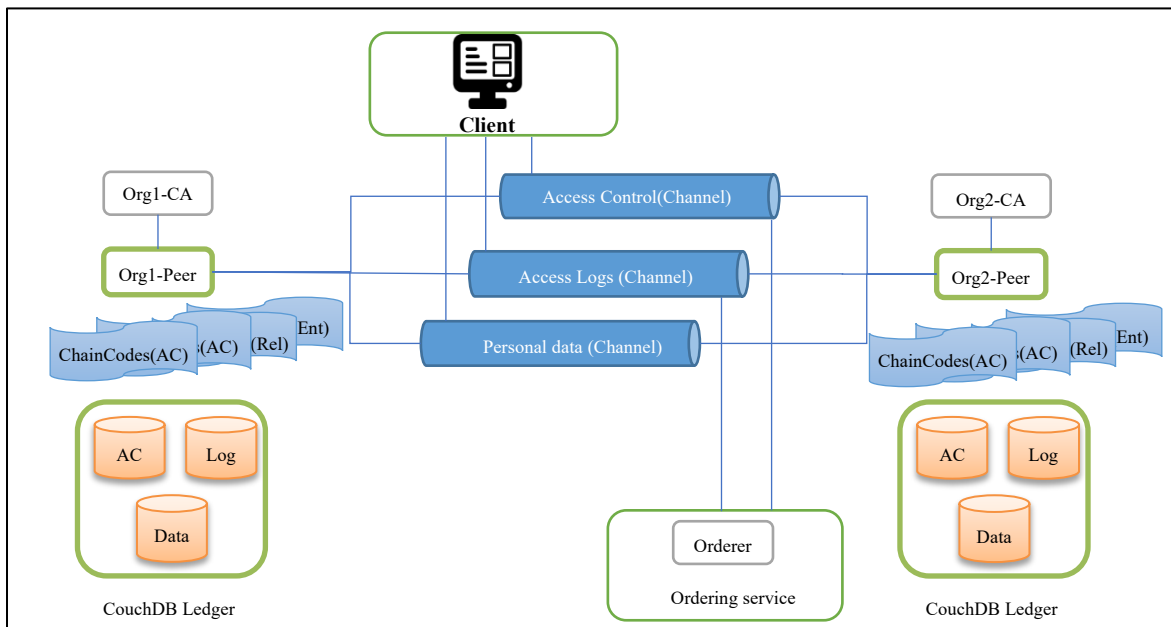 Client
Access Control(Channel)
Org1-CA
Org2-CA
Org1-Peer
Access Logs (Channel)
Org2-Peer
Ent)
(Rel)
s(AC)
ChainCodes(AC)
Personal data (Channel)
Ent)
(Rel)
s(AC)
ChainCodes(AC)
AC
Log
Data
CouchDB Ledger
Orderer
Ordering service
AC
Log
Data
CouchDB Ledger